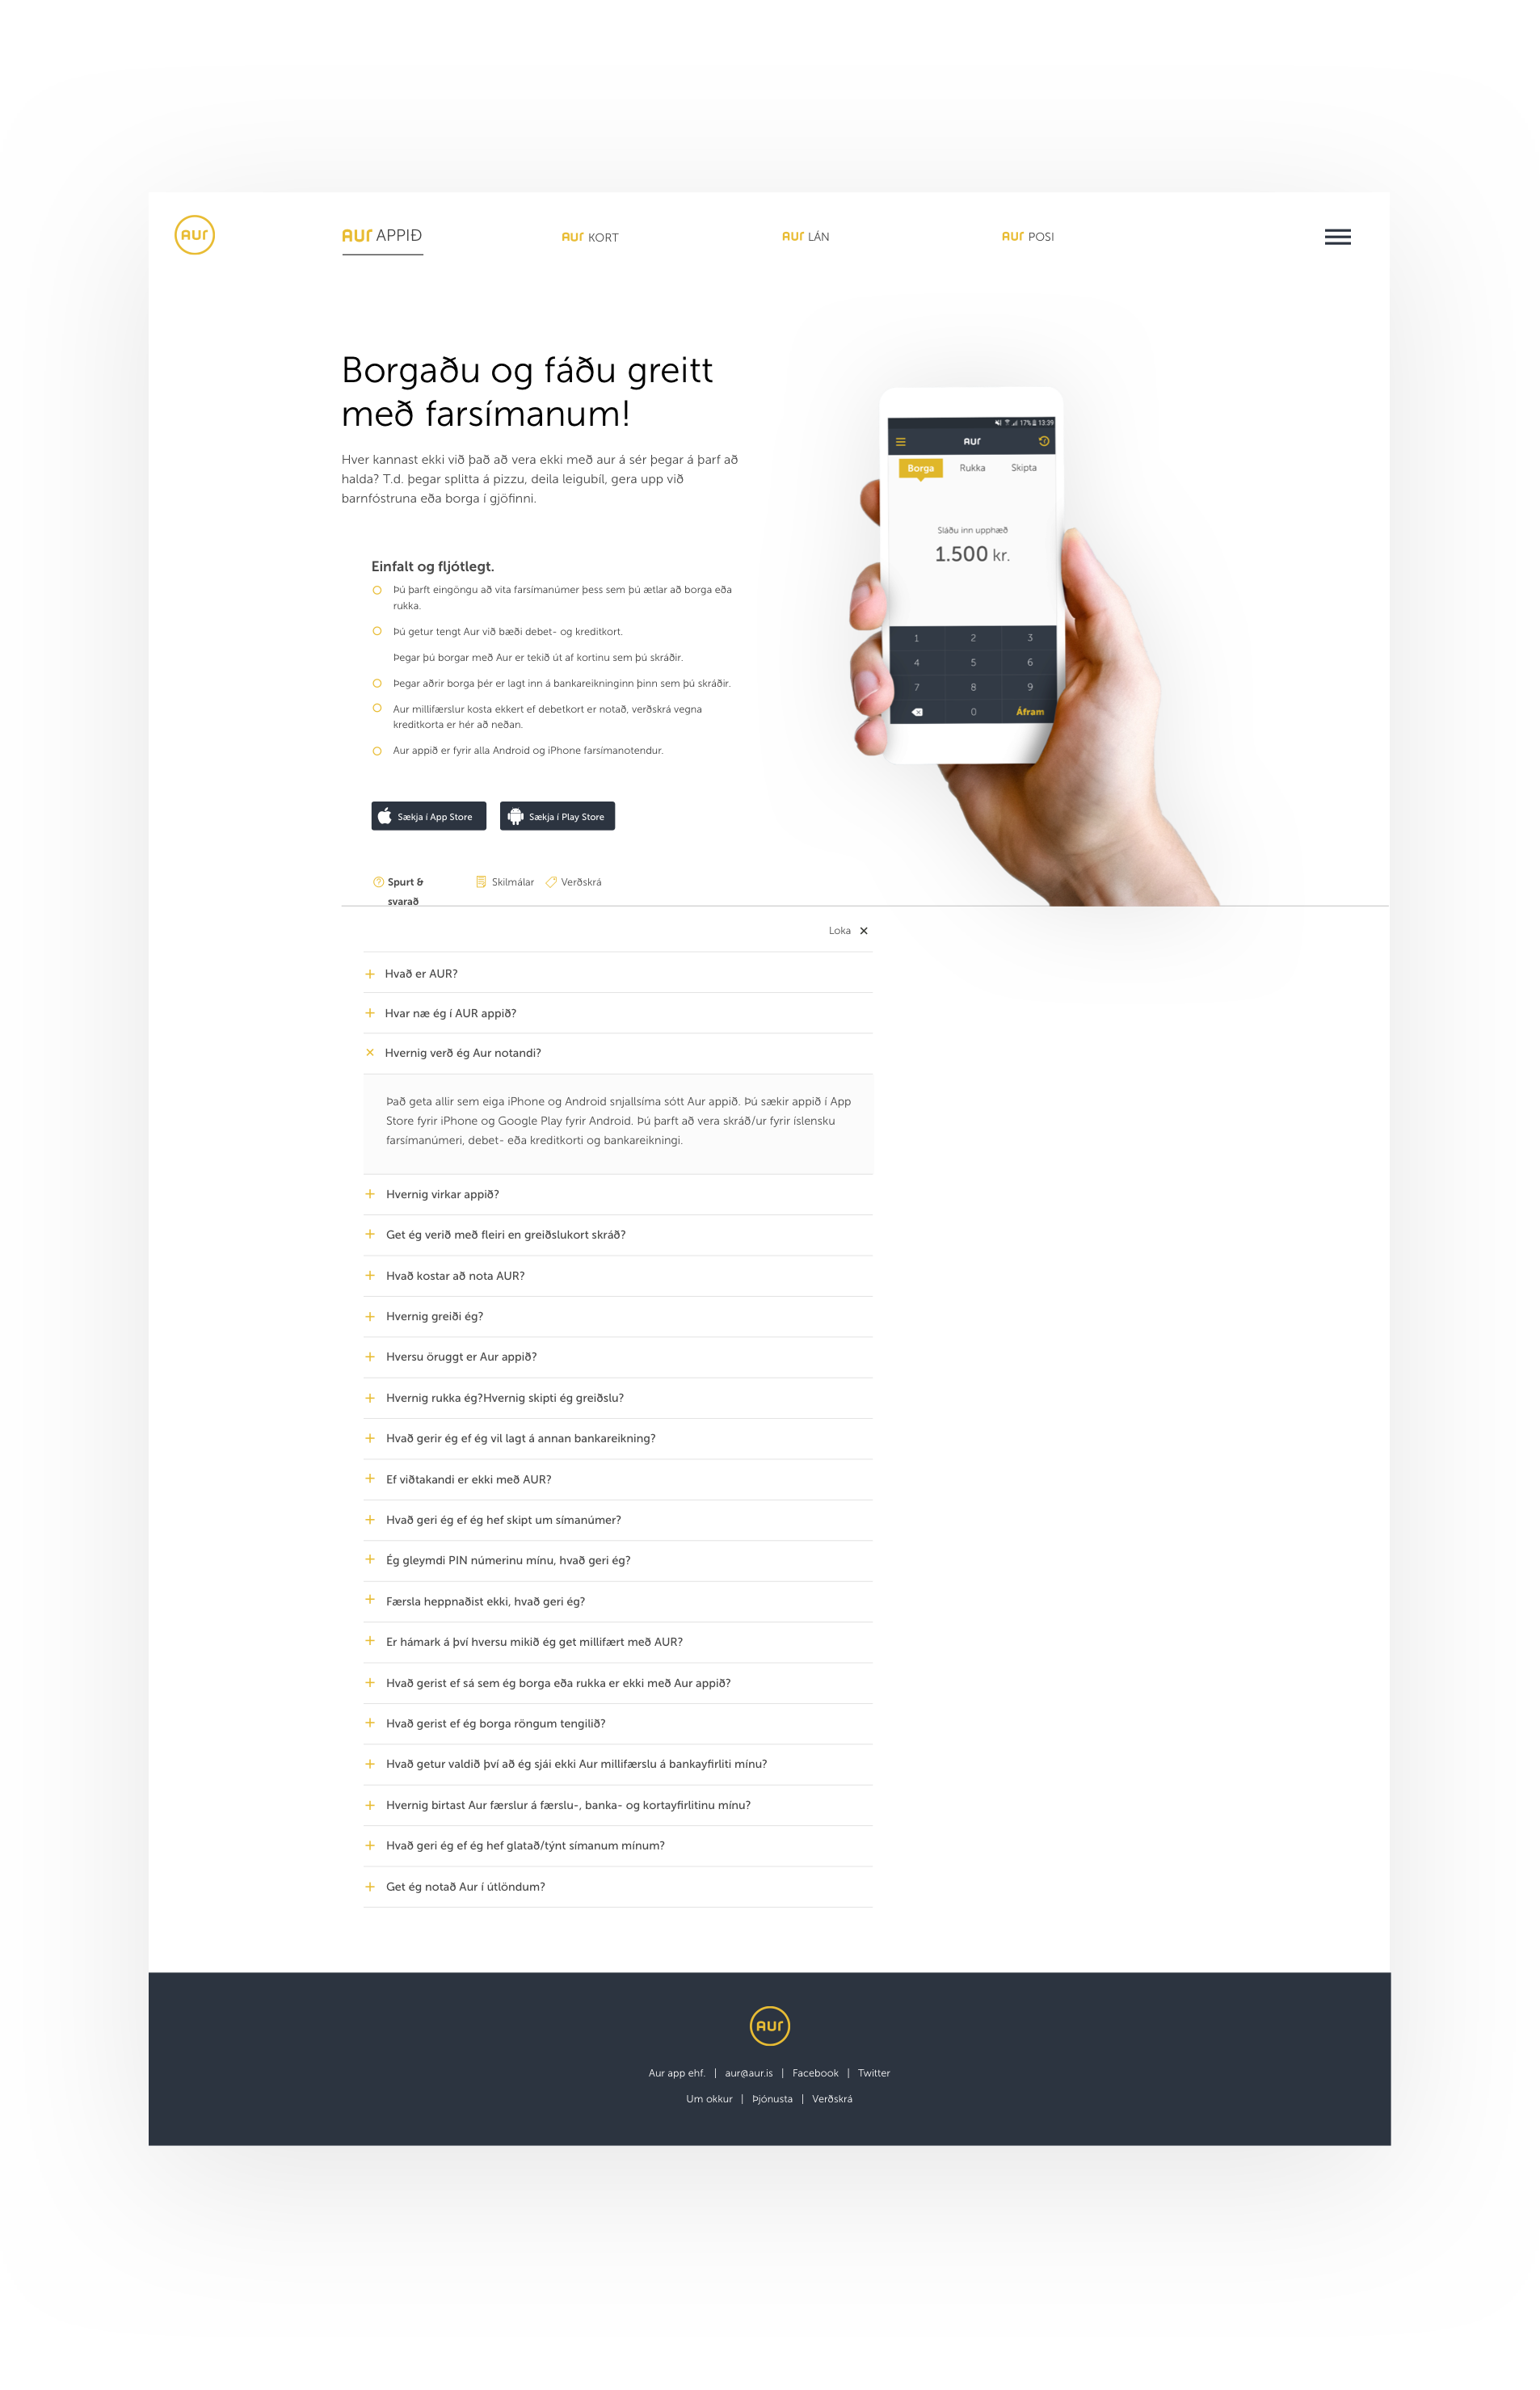 AUR
AUR APPIÐ
AUR KORT
AUR LÁN
AUR POSI
Borgaðu og fáðu greitt
með farsímanum!
Hver kannast ekki við það að vera ekki með aur á sér þegar á þarf að
halda? T.d. þegar splitta á pizzu, deila leigubíl, gera upp við
barnfóstruna eða borga í gjöfinni.
Einfalt og fljótlegt.
Þú þarft eingöngu að vita farsímanúmer þess sem þú ætlar að borga eða
rukka.
Þú getur tengt Aur við bæði debet- og kreditkort.
Þegar þú borgar með Aur er tekið út af kortinu sem þú skráðir.
Þegar aðrir borga þér er lagt inn á bankareikninginn þinn sem þú skráðir.
Aur millifærslur kosta ekkert ef debetkort er notað, verðskrá vegna
kreditkorta er hér að neðan.
Aur appið er fyrir alla Android og iPhone farsímanotendur.
Sækja í App Store
Sækja í Play Store
17% 13:39
AUR
Borga Rukka Skipta
Sláðu inn upphæð
1.500 kr.
1 2 3
4 5 6
7 8 9
0 Áfram
Spurt &
svarað
Skilmálar
Verðskrá
Loka
Hvað er AUR?
Hvar næ ég í AUR appið?
Hvernig verð ég Aur notandi?
Það geta allir sem eiga iPhone og Android snjallsíma sótt Aur appið. Þú sækir appið í App
Store fyrir iPhone og Google Play fyrir Android. Þú þarft að vera skráð/ur fyrir íslensku
farsímanúmeri, debet- eða kreditkorti og bankareikningi.
Hvernig virkar appið?
Get ég verið með fleiri en greiðslukort skráð?
Hvað kostar að nota AUR?
Hvernig greiði ég?
Hversu öruggt er Aur appið?
Hvernig rukka ég?Hvernig skipti ég greiðslu?
Hvað gerir ég ef ég vil lagt á annan bankareikning?
Ef viðtakandi er ekki með AUR?
Hvað geri ég ef ég hef skipt um símanúmer?
Ég gleymdi PIN númerinu mínu, hvað geri ég?
Færsla heppnaðist ekki, hvað geri ég?
Er hámark á því hversu mikið ég get millifært með AUR?
Hvað gerist ef sá sem ég borga eða rukka er ekki með Aur appið?
Hvað gerist ef ég borga röngum tengilið?
Hvað getur valdið því að ég sjái ekki Aur millifærslu á bankayfirliti mínu?
Hvernig birtast Aur færslur á færslu-, banka- og kortayfirlitinu mínu?
Hvað geri ég ef ég hef glatað/týnt símanum mínum?
Get ég notað Aur í útlöndum?
AUR
Aur app ehf. | aur@aur.is | Facebook | Twitter
Um okkur | Þjónusta | Verðskrá